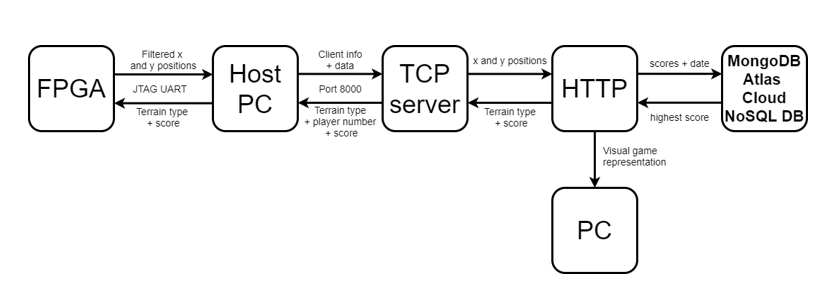 FPGA
Filtered x
and y positions
JTAG UART
Terrain type
+ score
Host
PC
Client info
+ data
Port 8000
Terrain type
+ player number
+ score
TCP
server
x and y positions
Terrain type
+ score
HTTP
scores + date
highest score
MongoDB
Atlas
Cloud
NoSQL DB
Visual game
representation
PC